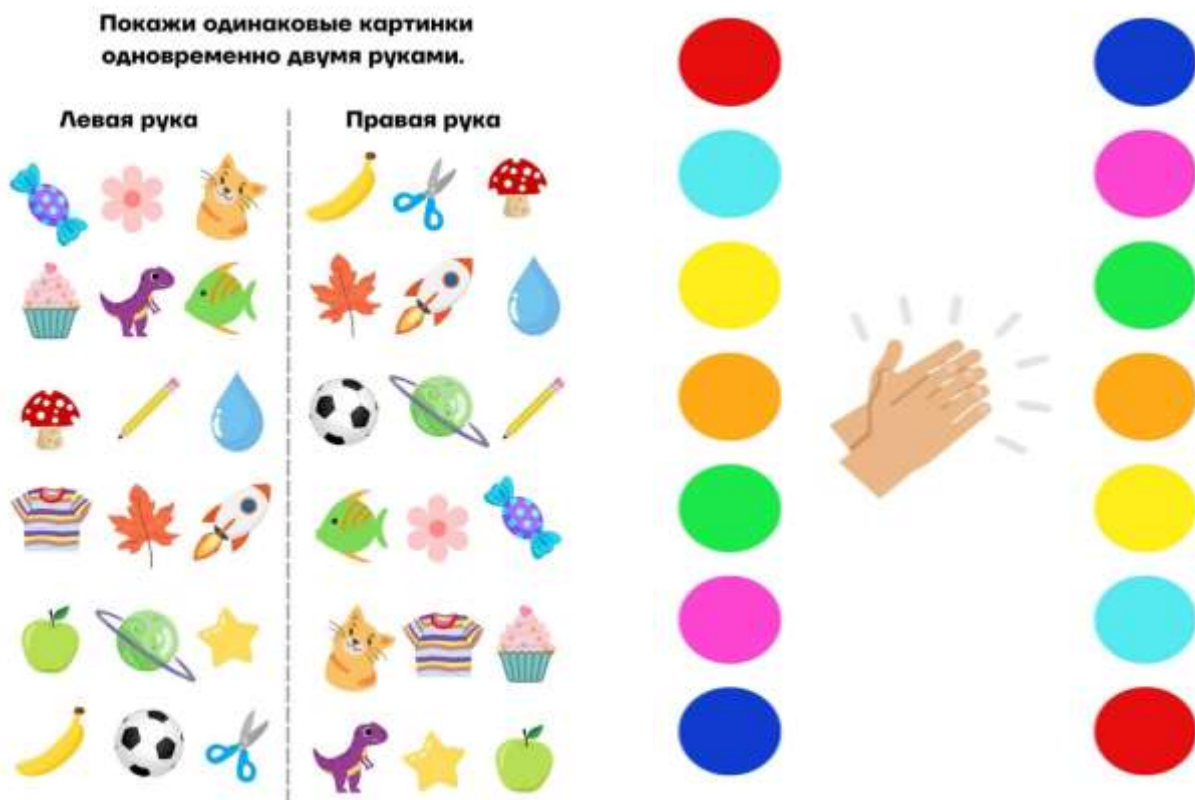 Покажи одинаковые картинки
одновременно двумя руками.
Левая рука
Правая рука